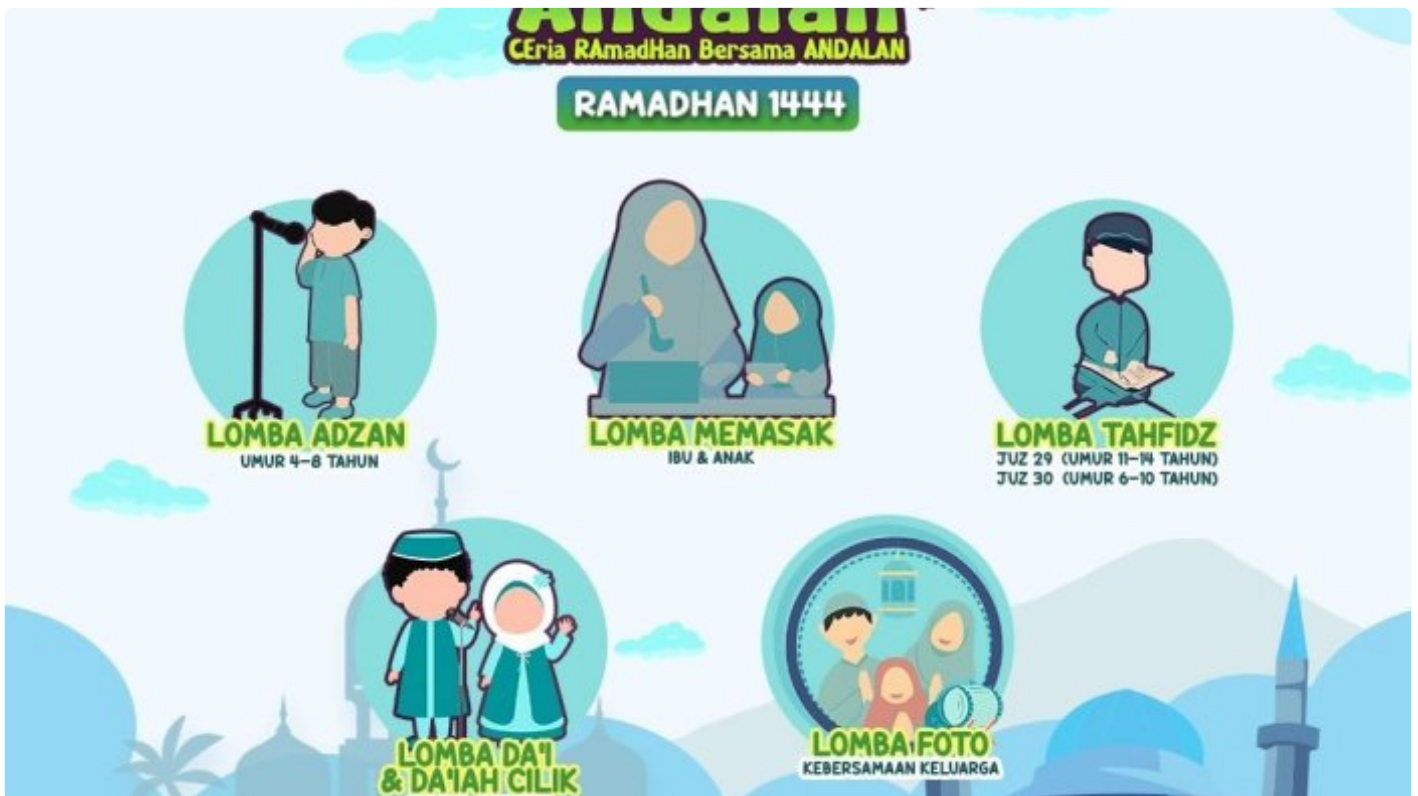 Andalan
CEria RAmadHan Bersama ANDALAN
RAMADHAN 1444
LOMBA ADZAN
UMUR 4-8 TAHUN
LOMBA MEMASAK
IBU & ANAK
LOMBA TAHFIDZ
JUZ 29 (UMUR 11-14 TAHUN)
JUZ 30 (UMUR 6-10 TAHUN)
LOMBA DA'I
& DA'IAH CILIK
LOMBA FOTO
KEBERSAMAAN KELUARGA